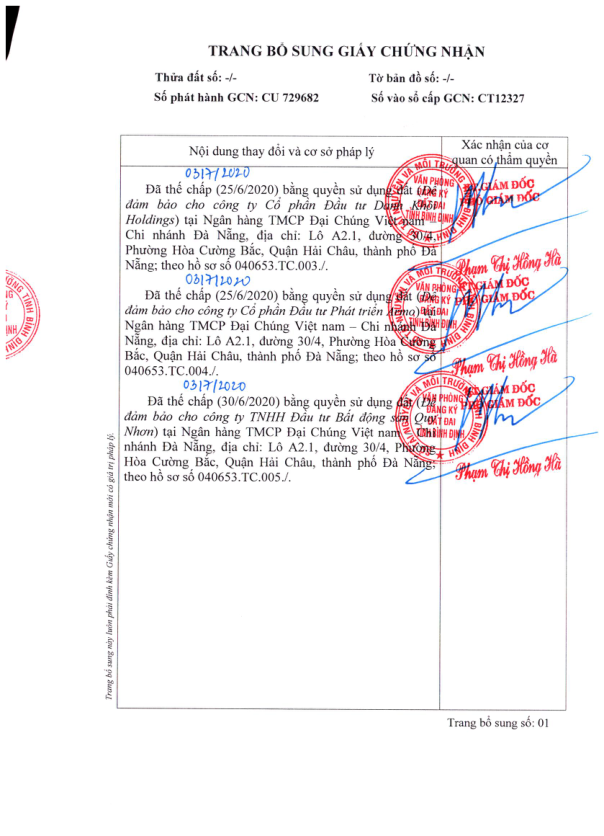 TRANG BỔ SUNG GIẤY CHỨNG NHẬN
Thửa đất số: -/-
Tờ bản đồ số: -/-
Số phát hành GCN: CU 729682
Số vào sổ cấp GCN: CT12327
Nội dung thay đổi và cơ sở pháp lý
Xác nhận của cơ
quan có thẩm quyền
03/7/2020
Đã thế chấp (25/6/2020) bằng quyền sử dụng đất (Để
đảm bảo cho công ty Cổ phần Đầu tư Danh Khôi
Holdings) tại Ngân hàng TMCP Đại Chúng Việt nam –
Chi nhánh Đà Nẵng, địa chỉ: Lô A2.1, đường 30/4,
Phường Hòa Cường Bắc, Quận Hải Châu, thành phố Đà
Nẵng; theo hồ sơ số 040653.TC.003./.
VĂN PHÒNG
ĐĂNG KÝ
ĐẤT ĐAI
TỈNH BÌNH ĐỊNH
KT.GIÁM ĐỐC
PHÓ GIÁM ĐỐC
Phạm Thị Hồng Hà
03/7/2020
Đã thế chấp (25/6/2020) bằng quyền sử dụng đất (Để
đảm bảo cho công ty Cổ phần Đầu tư Phát triển) tại
Ngân hàng TMCP Đại Chúng Việt nam – Chi nhánh Đà
Nẵng, địa chỉ: Lô A2.1, đường 30/4, Phường Hòa Cường
Bắc, Quận Hải Châu, thành phố Đà Nẵng; theo hồ sơ số
040653.TC.004./.
VĂN PHÒNG
ĐĂNG KÝ
ĐẤT ĐAI
TỈNH BÌNH ĐỊNH
KT.GIÁM ĐỐC
PHÓ GIÁM ĐỐC
Phạm Thị Hồng Hà
03/7/2020
Đã thế chấp (30/6/2020) bằng quyền sử dụng đất (Để
đảm bảo cho công ty TNHH Đầu tư Bất động sản Quy
Nhơn) tại Ngân hàng TMCP Đại Chúng Việt nam – Chi
nhánh Đà Nẵng, địa chỉ: Lô A2.1, đường 30/4, Phường
Hòa Cường Bắc, Quận Hải Châu, thành phố Đà Nẵng;
theo hồ sơ số 040653.TC.005./.
VĂN PHÒNG
ĐĂNG KÝ
ĐẤT ĐAI
TỈNH BÌNH ĐỊNH
KT.GIÁM ĐỐC
PHÓ GIÁM ĐỐC
Phạm Thị Hồng Hà
Trang bổ sung này luôn phải đính kèm Giấy chứng nhận mới có giá trị pháp lý.
Trang bổ sung số: 01